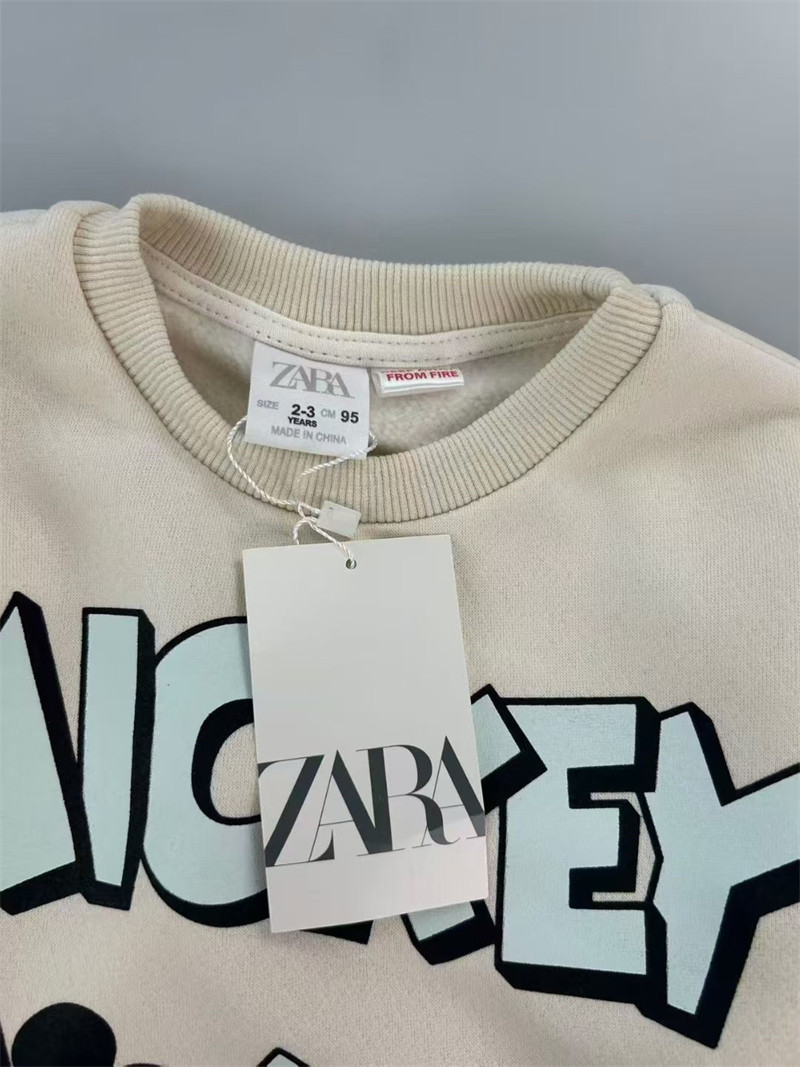 ZARA
SIZE 2-3 CM 95
YEARS
MADE IN CHINA
FROM FIRE
ZARA
ICKEY